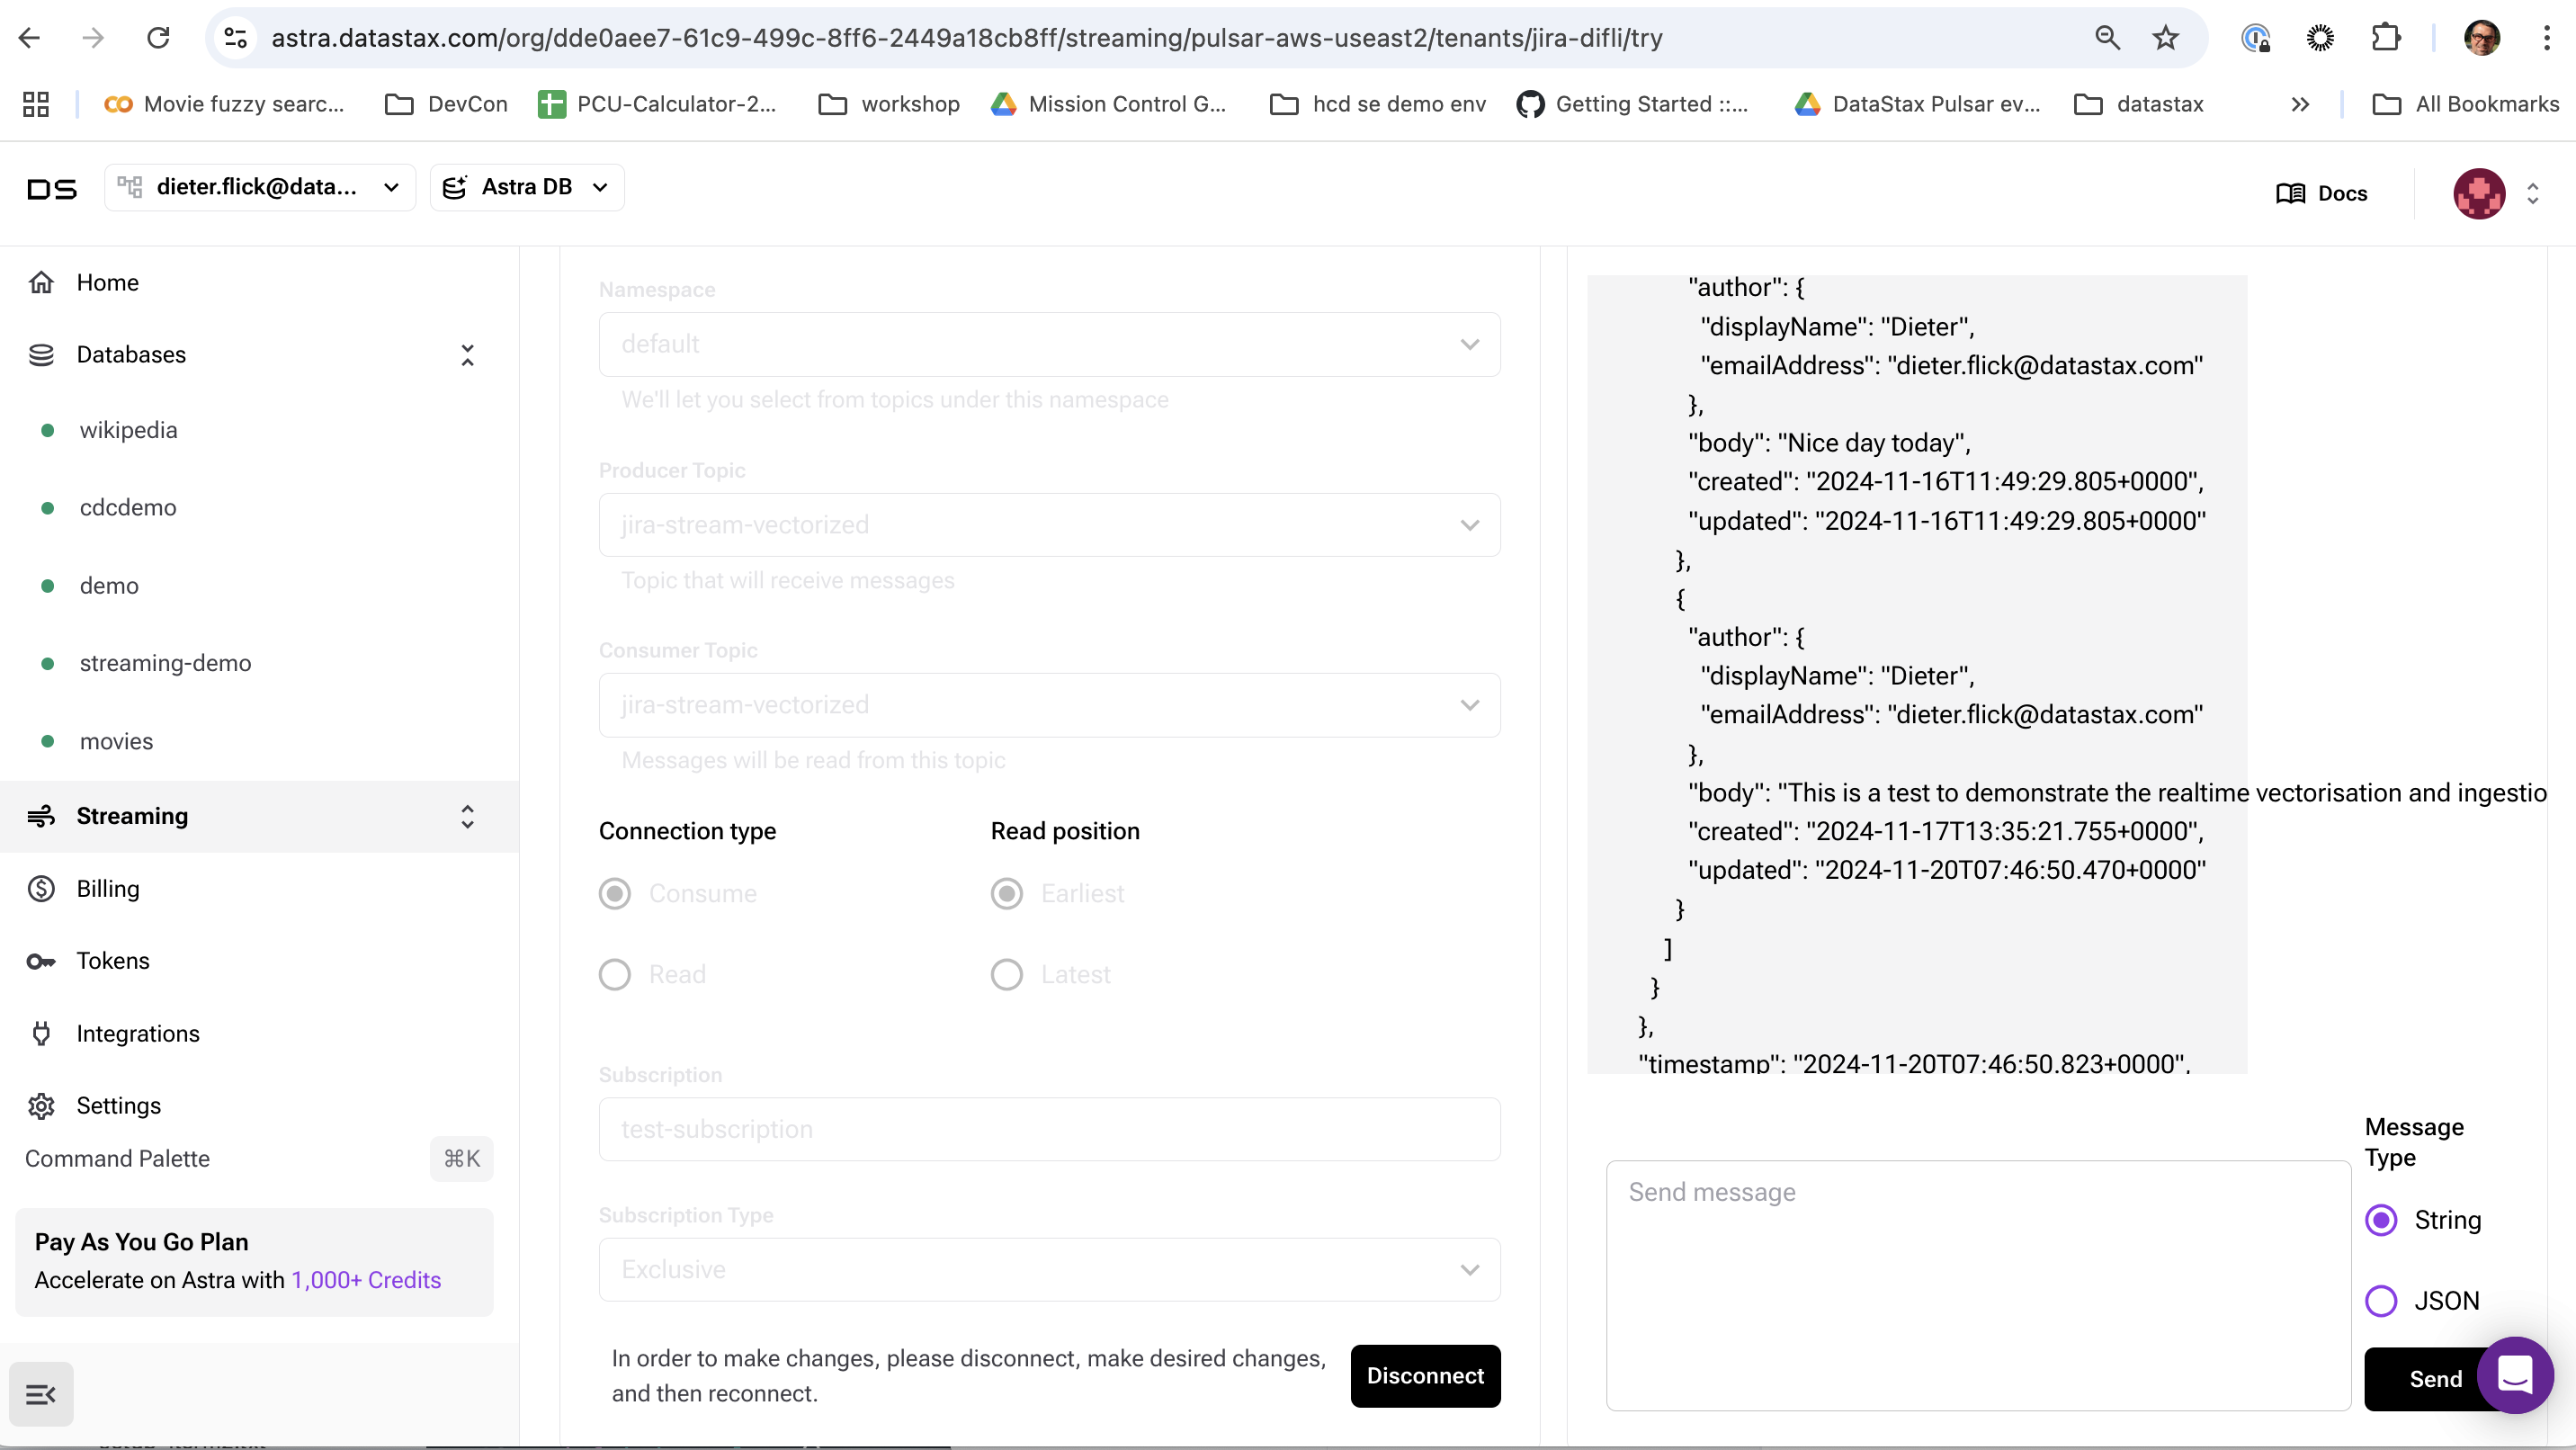 astra.datastax.com/org/dde0aee7-61c9-499c-8ff6-2449a18cb8ff/streaming/pulsar-aws-useast2/tenants/jira-difli/try
Movie fuzzy searc...
DevCon
PCU-Calculator-2...
workshop
Mission Control G...
hcd se demo env
Getting Started ::...
DataStax Pulsar ev...
datastax
All Bookmarks
DS
dieter.flick@data...
Astra DB
Docs
Home
Databases
wikipedia
cdcdemo
demo
streaming-demo
movies
Streaming
Billing
Tokens
Integrations
Settings
Command Palette
⌘K
Pay As You Go Plan
Accelerate on Astra with 1,000+ Credits
Namespace
default
We'll let you select from topics under this namespace
Producer Topic
jira-stream-vectorized
Topic that will receive messages
Consumer Topic
jira-stream-vectorized
Messages will be read from this topic
Connection type
Read position
Consume
Earliest
Read
Latest
Subscription
test-subscription
Subscription Type
Exclusive
In order to make changes, please disconnect, make desired changes,
and then reconnect.
Disconnect
"author": {
"displayName": "Dieter",
"emailAddress": "dieter.flick@datastax.com"
},
"body": "Nice day today",
"created": "2024-11-16T11:49:29.805+0000",
"updated": "2024-11-16T11:49:29.805+0000"
},
{
"author": {
"displayName": "Dieter",
"emailAddress": "dieter.flick@datastax.com"
},
"body": "This is a test to demonstrate the realtime vectorisation and ingestio
"created": "2024-11-17T13:35:21.755+0000",
"updated": "2024-11-20T07:46:50.470+0000"
}
]
}
},
"timestamp": "2024-11-20T07:46:50.823+0000",
Send message
Message
Type
String
JSON
Send